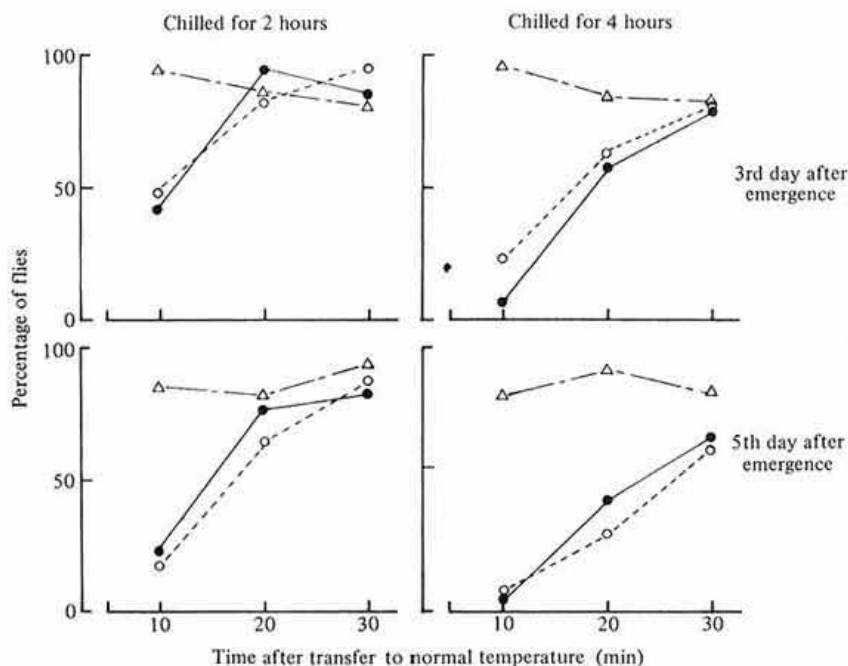 Chilled for 2 hours
Chilled for 4 hours
100
50
0
3rd day after
emergence
Percentage of flies
100
50
0
10 20 30
10 20 30
5th day after
emergence
Time after transfer to normal temperature (min)